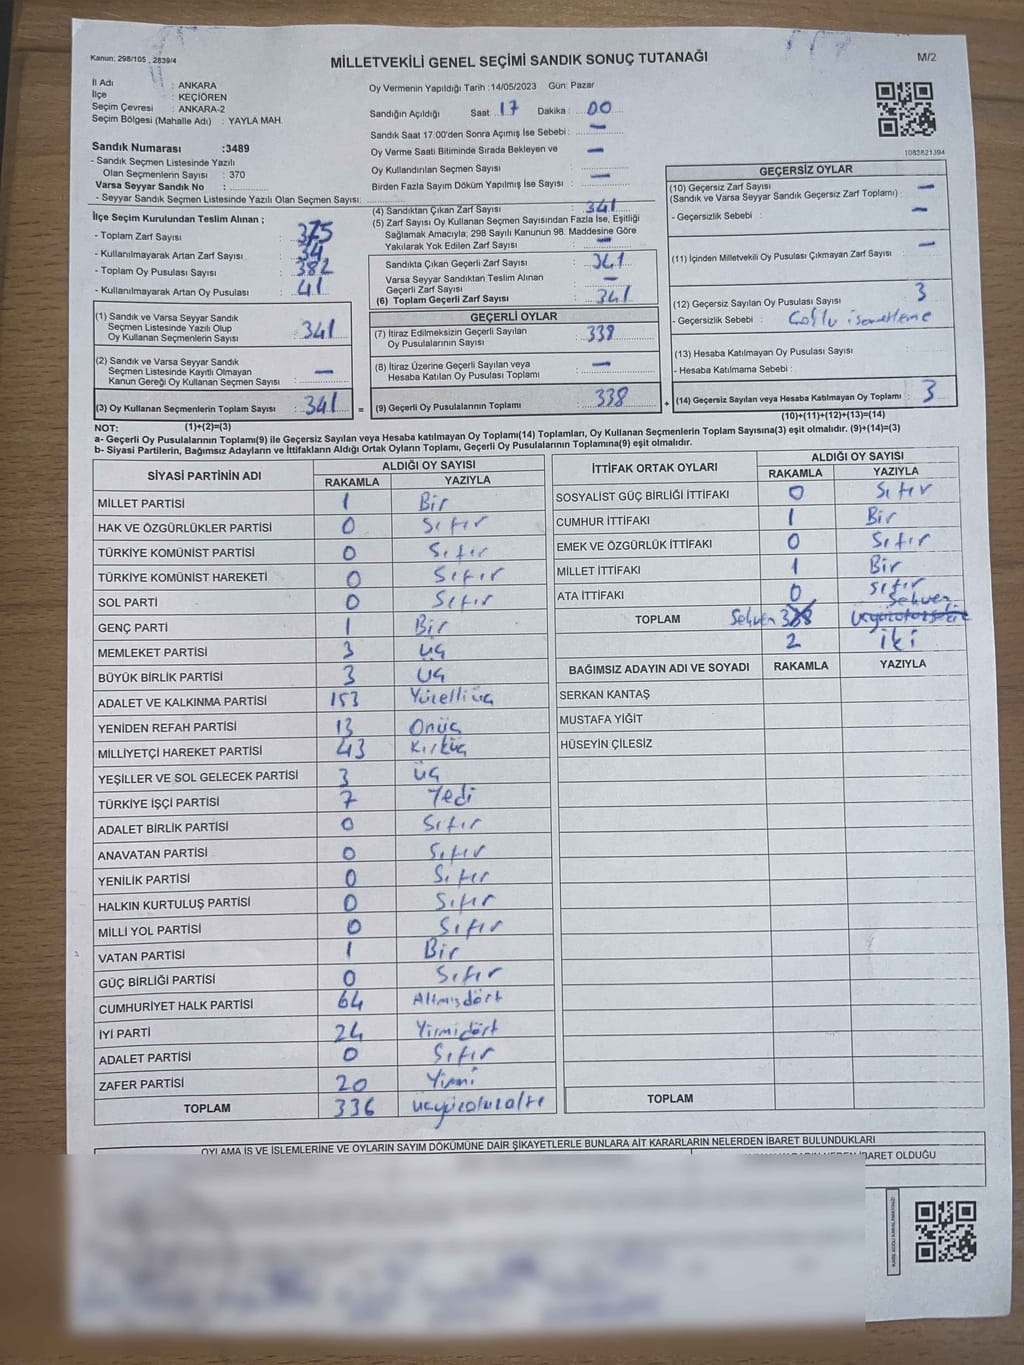 Kanun: 298/105 , 2839/4
MİLLETVEKİLİ GENEL SEÇİMİ SANDIK SONUÇ TUTANAĞI
M/2
İl Adı : ANKARA
İlçe : KEÇİÖREN
Seçim Çevresi : ANKARA-2
Seçim Bölgesi (Mahalle Adı) : YAYLA MAH.
Oy Vermenin Yapıldığı Tarih :14/05/2023 Gün: Pazar
Sandığın Açıldığı Saat : 17 Dakika : 00
Sandık Saat 17:00'den Sonra Açımış İse Sebebi : —
Oy Verme Saati Bitiminde Sırada Bekleyen ve —
Oy Kullandırılan Seçmen Sayısı
Birden Fazla Sayım Döküm Yapılmış İse Sayısı : —
1083821394
Sandık Numarası :3489
- Sandık Seçmen Listesinde Yazılı
Olan Seçmenlerin Sayısı : 370
Varsa Seyyar Sandık No :
- Seyyar Sandık Seçmen Listesinde Yazılı Olan Seçmen Sayısı:
İlçe Seçim Kurulundan Teslim Alınan ;
- Toplam Zarf Sayısı : 375
- Kullanılmayarak Artan Zarf Sayısı : 34
- Toplam Oy Pusulası Sayısı : 382
- Kullanılmayarak Artan Oy Pusulası : 41
(4) Sandıktan Çıkan Zarf Sayısı : 341
(5) Zarf Sayısı Oy Kullanan Seçmen Sayısından Fazla İse, Eşitliği
Sağlamak Amacıyla; 298 Sayılı Kanunun 98. Maddesine Göre
Yakılarak Yok Edilen Zarf Sayısı : —
Sandıkta Çıkan Geçerli Zarf Sayısı : 341
Varsa Seyyar Sandıktan Teslim Alınan
Geçerli Zarf Sayısı : —
(6) Toplam Geçerli Zarf Sayısı : 341
GEÇERSİZ OYLAR
(10) Geçersiz Zarf Sayısı
(Sandık ve Varsa Seyyar Sandık Geçersiz Zarf Toplamı) : —
- Geçersizlik Sebebi : —
(11) İçinden Milletvekili Oy Pusulası Çıkmayan Zarf Sayısı : —
(12) Geçersiz Sayılan Oy Pusulası Sayısı : 3
- Geçersizlik Sebebi : Çoklu işaretleme
(13) Hesaba Katılmayan Oy Pusulası Sayısı :
- Hesaba Katılmama Sebebi :
(14) Geçersiz Sayılan veya Hesaba Katılmayan Oy Toplamı : 3
(10)+(11)+(12)+(13)=(14)
(1) Sandık ve Varsa Seyyar Sandık
Seçmen Listesinde Yazılı Olup
Oy Kullanan Seçmenlerin Sayısı : 341
(2) Sandık ve Varsa Seyyar Sandık
Seçmen Listesinde Kayıtlı Olmayan
Kanun Gereği Oy Kullanan Seçmen Sayısı : —
(3) Oy Kullanan Seçmenlerin Toplam Sayısı : 341 =
GEÇERLİ OYLAR
(7) İtiraz Edilmeksizin Geçerli Sayılan
Oy Pusulalarının Sayısı : 338
(8) İtiraz Üzerine Geçerli Sayılan veya
Hesaba Katılan Oy Pusulası Toplamı : —
(9) Geçerli Oy Pusulalarının Toplamı : 338 +
NOT: (1)+(2)=(3)
a- Geçerli Oy Pusulalarının Toplamı(9) ile Geçersiz Sayılan veya Hesaba katılmayan Oy Toplamı(14) Toplamları, Oy Kullanan Seçmenlerin Toplam Sayısına(3) eşit olmalıdır. (9)+(14)=(3)
b- Siyasi Partilerin, Bağımsız Adayların ve İttifakların Aldığı Ortak Oyların Toplamı, Geçerli Oy Pusulalarının Toplamına(9) eşit olmalıdır.
SİYASİ PARTİNİN ADI ALDIĞI OY SAYISI
RAKAMLA YAZIYLA
MİLLET PARTİSİ 1 Bir
HAK VE ÖZGÜRLÜKLER PARTİSİ 0 Sıfır
TÜRKİYE KOMÜNİST PARTİSİ 0 Sıfır
TÜRKİYE KOMÜNİST HAREKETİ 0 Sıfır
SOL PARTİ 0 Sıfır
GENÇ PARTİ 1 Bir
MEMLEKET PARTİSİ 3 Üç
BÜYÜK BİRLİK PARTİSİ 3 Üç
ADALET VE KALKINMA PARTİSİ 153 Yüzelliüç
YENİDEN REFAH PARTİSİ 13 Onüç
MİLLİYETÇİ HAREKET PARTİSİ 43 Kırküç
YEŞİLLER VE SOL GELECEK PARTİSİ 3 Üç
TÜRKİYE İŞÇİ PARTİSİ 7 Yedi
ADALET BİRLİK PARTİSİ 0 Sıfır
ANAVATAN PARTİSİ 0 Sıfır
YENİLİK PARTİSİ 0 Sıfır
HALKIN KURTULUŞ PARTİSİ 0 Sıfır
MİLLİ YOL PARTİSİ 0 Sıfır
VATAN PARTİSİ 1 Bir
GÜÇ BİRLİĞİ PARTİSİ 0 Sıfır
CUMHURİYET HALK PARTİSİ 64 Altmışdört
İYİ PARTİ 24 Yirmidört
ADALET PARTİSİ 0 Sıfır
ZAFER PARTİSİ 20 Yirmi
TOPLAM 336 Üçyüzotuzaltı
İTTİFAK ORTAK OYLARI ALDIĞI OY SAYISI
RAKAMLA YAZIYLA
SOSYALİST GÜÇ BİRLİĞİ İTTİFAKI 0 Sıfır
CUMHUR İTTİFAKI 1 Bir
EMEK VE ÖZGÜRLÜK İTTİFAKI 0 Sıfır
MİLLET İTTİFAKI 1 Bir
ATA İTTİFAKI 0 Sıfır
Sehven
TOPLAM Sehven 338 Üçyüzotuzsekiz
2 İki
BAĞIMSIZ ADAYIN ADI VE SOYADI RAKAMLA YAZIYLA
SERKAN KANTAŞ
MUSTAFA YİĞİT
HÜSEYİN ÇİLESİZ
TOPLAM
OYLAMA İŞ VE İŞLEMLERİNE VE OYLARIN SAYIM DÖKÜMÜNE DAİR ŞİKAYETLERLE BUNLARA AİT KARARLARIN NELERDEN İBARET BULUNDUKLARI
İBARET OLDUĞU